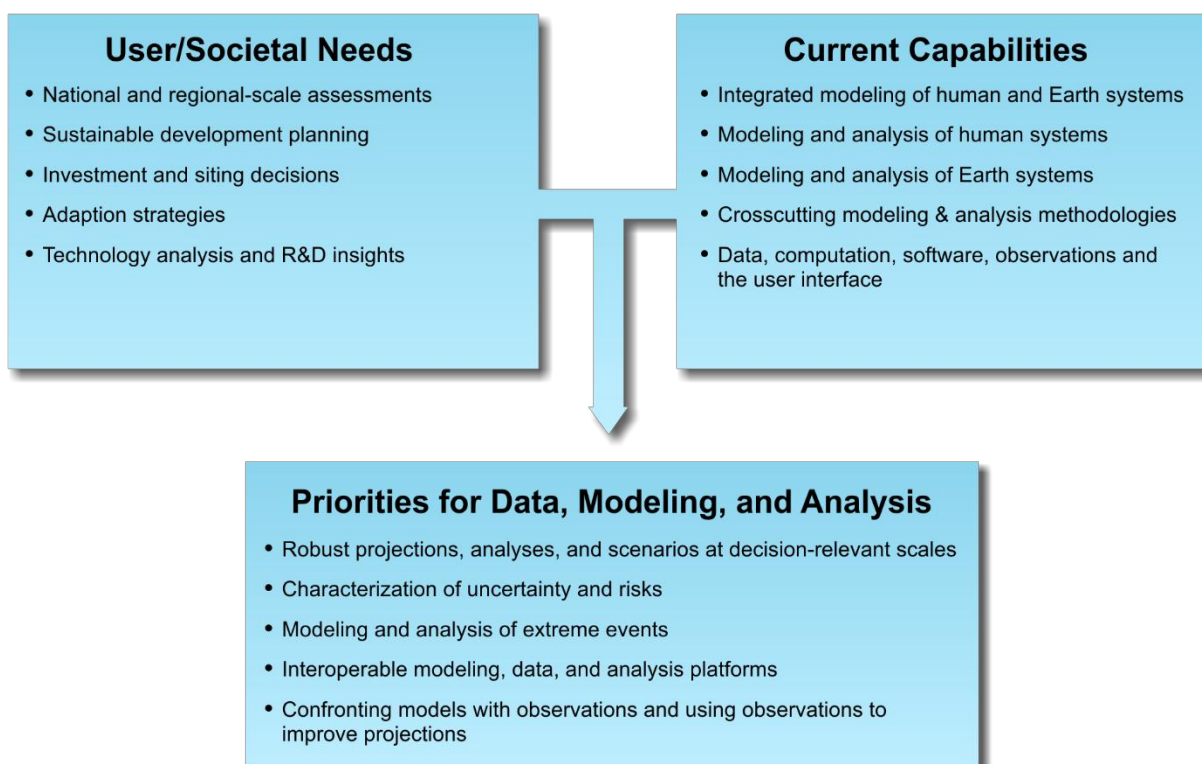 User/Societal Needs
• National and regional-scale assessments
• Sustainable development planning
• Investment and siting decisions
• Adaption strategies
• Technology analysis and R&D insights
Current Capabilities
• Integrated modeling of human and Earth systems
• Modeling and analysis of human systems
• Modeling and analysis of Earth systems
• Crosscutting modeling & analysis methodologies
• Data, computation, software, observations and
the user interface
Priorities for Data, Modeling, and Analysis
• Robust projections, analyses, and scenarios at decision-relevant scales
• Characterization of uncertainty and risks
• Modeling and analysis of extreme events
• Interoperable modeling, data, and analysis platforms
• Confronting models with observations and using observations to
improve projections